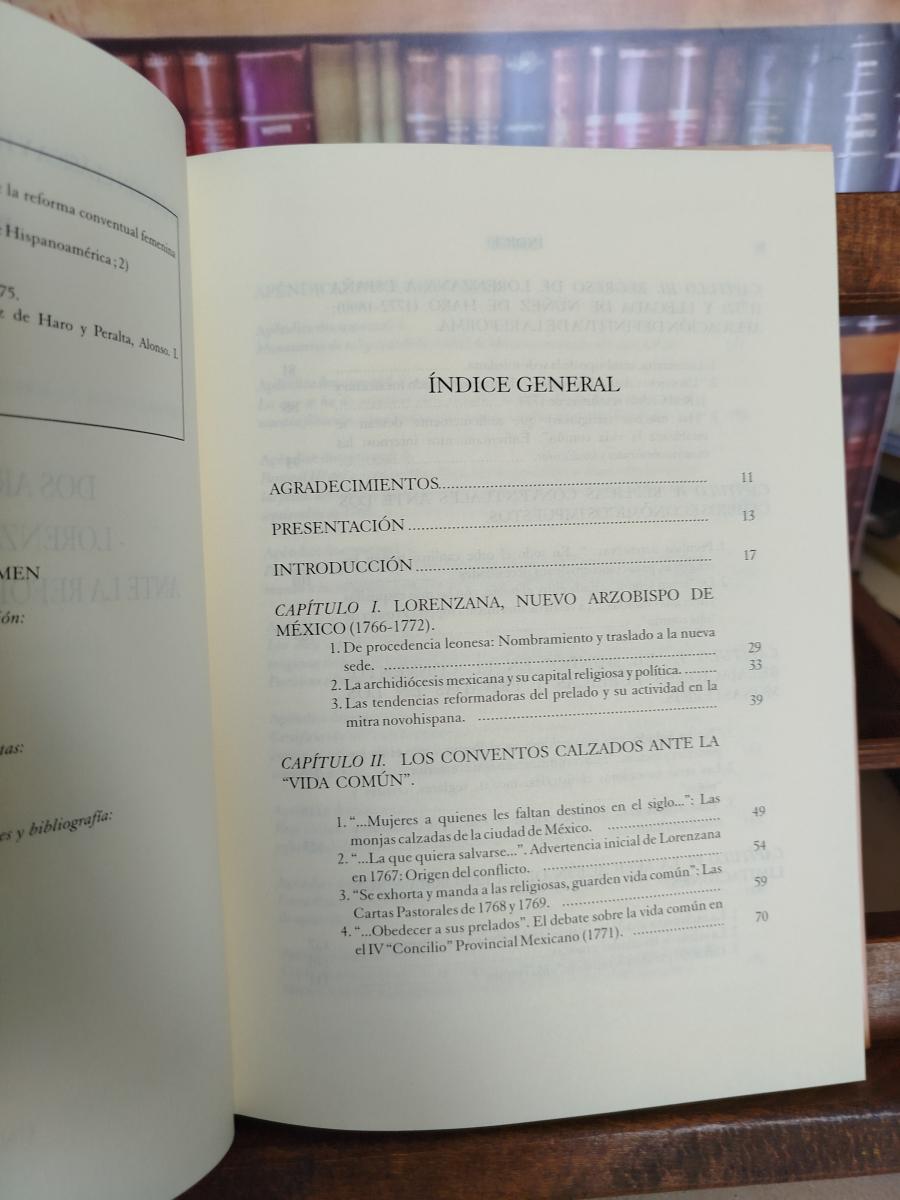 la reforma conventual femenina
Hispanoamérica ; 2)
75.
de Haro y Peralta, Alonso. I.
MEN
ón:
tas:
es y bibliografía:
ÍNDICE GENERAL
AGRADECIMIENTOS............ 11
PRESENTACIÓN ............ 13
INTRODUCCIÓN ............ 17
CAPÍTULO I. LORENZANA, NUEVO ARZOBISPO DE
MÉXICO (1766-1772).
1. De procedencia leonesa: Nombramiento y traslado a la nueva
sede. ............ 29
2. La archidiócesis mexicana y su capital religiosa y política. ......... 33
3. Las tendencias reformadoras del prelado y su actividad en la
mitra novohispana. ............ 39
CAPÍTULO II. LOS CONVENTOS CALZADOS ANTE LA
“VIDA COMÚN”.
1. “...Mujeres a quienes les faltan destinos en el siglo...”: Las
monjas calzadas de la ciudad de México. ............ 49
2. “...La que quiera salvarse...”. Advertencia inicial de Lorenzana
en 1767: Origen del conflicto. ............ 54
3. “Se exhorta y manda a las religiosas, guarden vida común”: Las
Cartas Pastorales de 1768 y 1769. ............ 59
4. “...Obedecer a sus prelados”. El debate sobre la vida común en
el IV “Concilio” Provincial Mexicano (1771). ............ 70